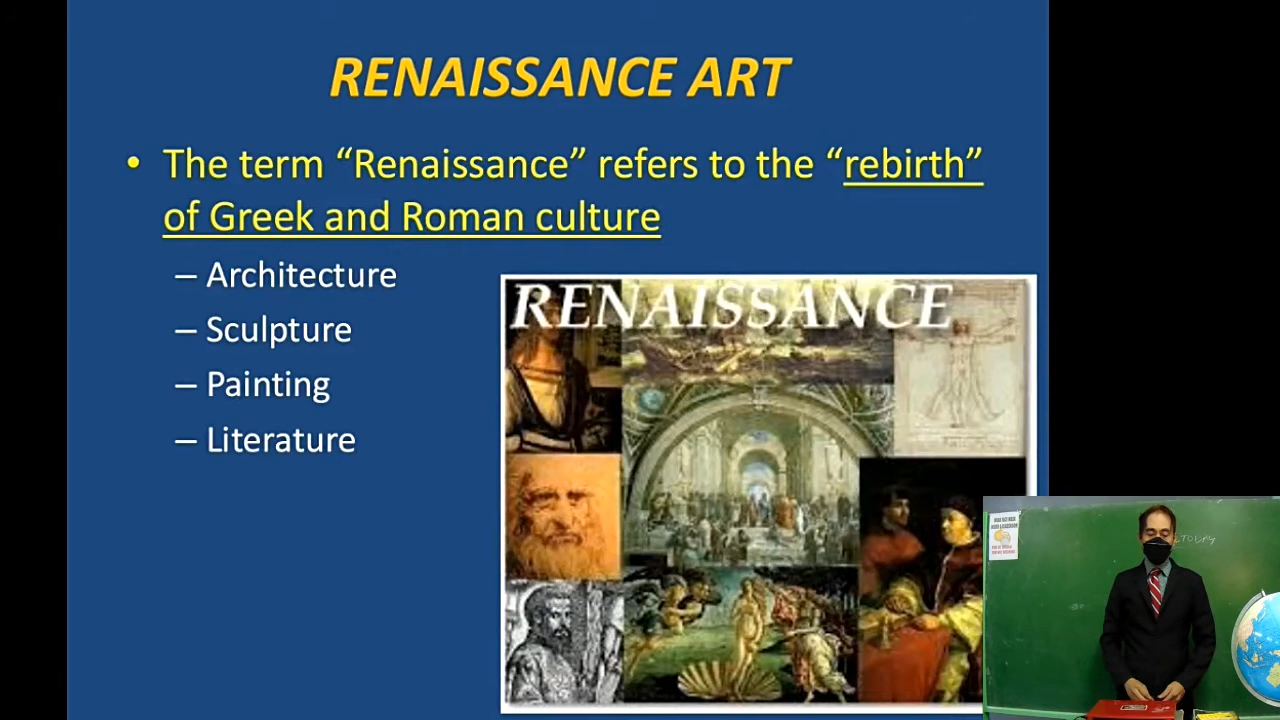 RENAISSANCE ART
• The term “Renaissance” refers to the “rebirth”
of Greek and Roman culture
– Architecture
– Sculpture
– Painting
– Literature
RENAISSANCE